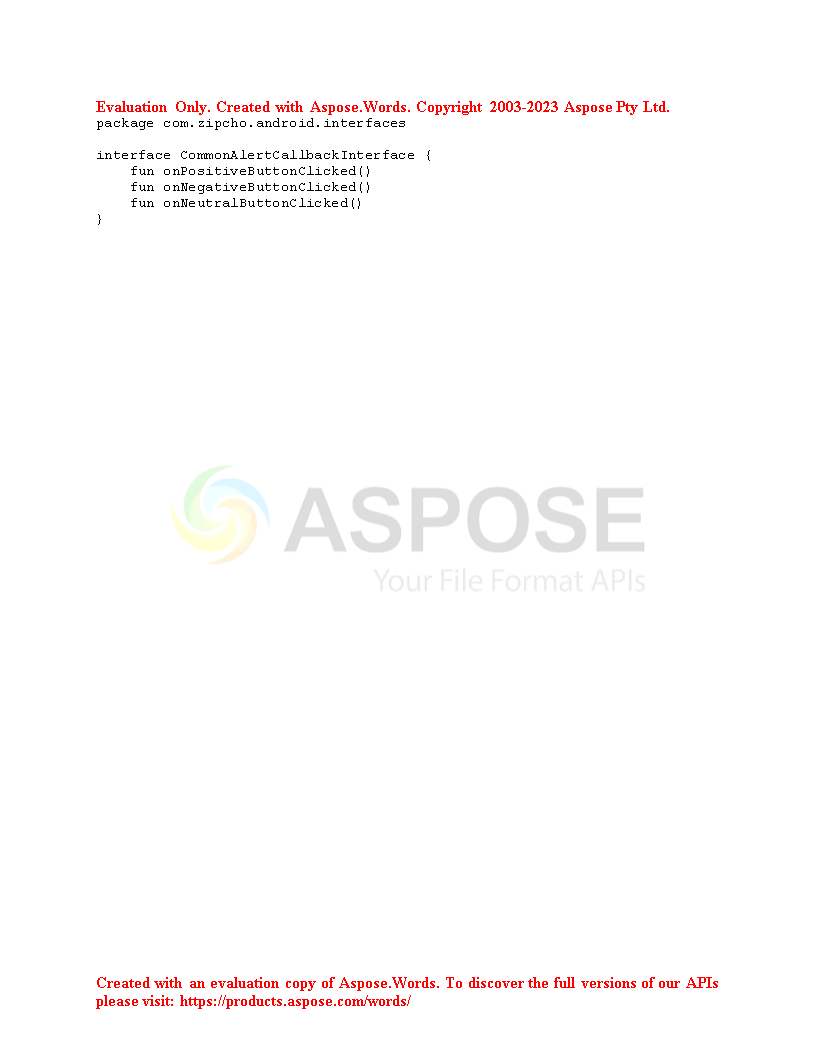 Evaluation Only. Created with Aspose.Words. Copyright 2003-2023 Aspose Pty Ltd.
package com.zipcho.android.interfaces

interface CommonAlertCallbackInterface {
    fun onPositiveButtonClicked()
    fun onNegativeButtonClicked()
    fun onNeutralButtonClicked()
}
ASPOSE
Your File Format APIs
Created with an evaluation copy of Aspose.Words. To discover the full versions of our APIs
please visit: https://products.aspose.com/words/